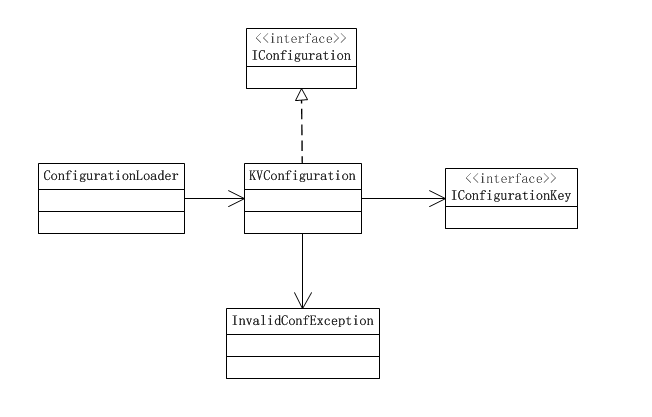 <<interface>>
IConfiguration
ConfigurationLoader
KVConfiguration
<<interface>>
IConfigurationKey
InvalidConfException